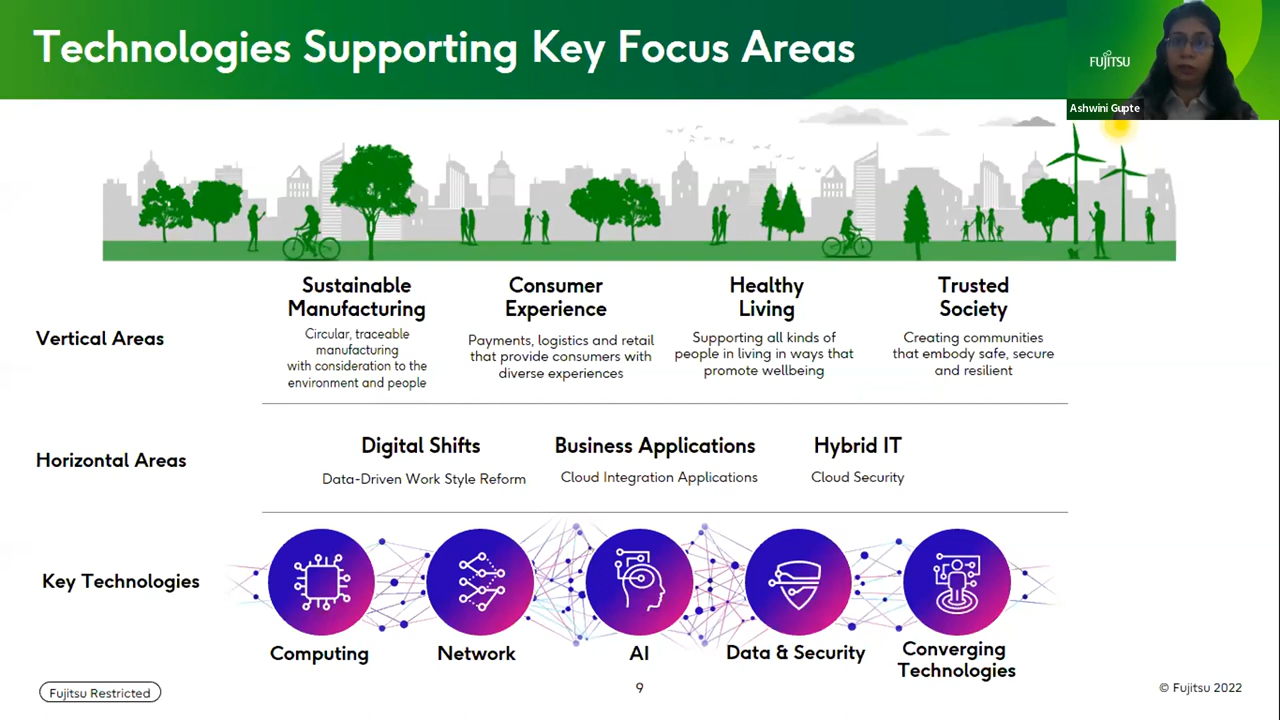 Technologies Supporting Key Focus Areas
FUJITSU
Ashwini Gupte
Vertical Areas
Sustainable
Manufacturing
Circular, traceable
manufacturing
with consideration to the
environment and people
Consumer
Experience
Payments, logistics and retail
that provide consumers with
diverse experiences
Healthy
Living
Supporting all kinds of
people in living in ways that
promote wellbeing
Trusted
Society
Creating communities
that embody safe, secure
and resilient
Horizontal Areas
Digital Shifts
Data-Driven Work Style Reform
Business Applications
Cloud Integration Applications
Hybrid IT
Cloud Security
Key Technologies
Computing
Network
AI
Data & Security
Converging
Technologies
Fujitsu Restricted
9
© Fujitsu 2022